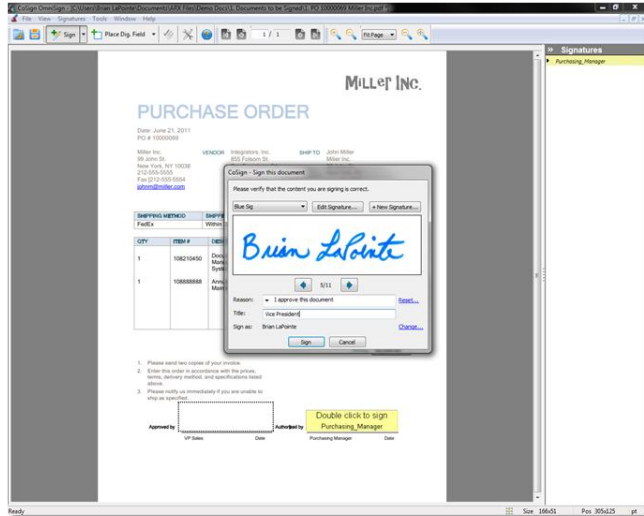 CoSign OmniSign - [C:\Users\Brian LaPointe\Documents\ARX Files\Demo Docs\1. Documents to be Signed\1. PO 10000069 Miller Inc.pdf *
File View Signatures Tools Window Help
Sign Place Dig. Field 1 / 1 Fit Page
» Signatures
Purchasing_Manager
Miller Inc.
PURCHASE ORDER
Date: June 21, 2011
PO # 10000069
Miller Inc.
99 John St.
New York, NY 10038
212-555-5555
Fax (212-555-5554
johnm@miller.com
VENDOR Integrators, Inc.
855 Folsom St.
SHIP TO John Miller
Miller Inc.
SHIPPING METHOD
FedEx Within
QTY ITEM #
1 108210450
1 108888888
CoSign - Sign this document
Please verify that the content you are signing is correct.
Blue Sig Edit Signature... + New Signature...
Brian LaPointe
5/11
Reason: I approve this document Reset...
Title: Vice President
Sign as: Brian LaPointe Change...
Sign Cancel
1. Please send two copies of your invoice.
2. Enter this order in accordance with the prices,
terms, delivery method, and specifications listed
above.
3. Please notify us immediately if you are unable to
ship as specified.
Approved by
VP Sales Date
Authorized by
Double click to sign
Purchasing_Manager
Purchasing Manager Date
Ready
Size 166x51 Pos 305x125 pt